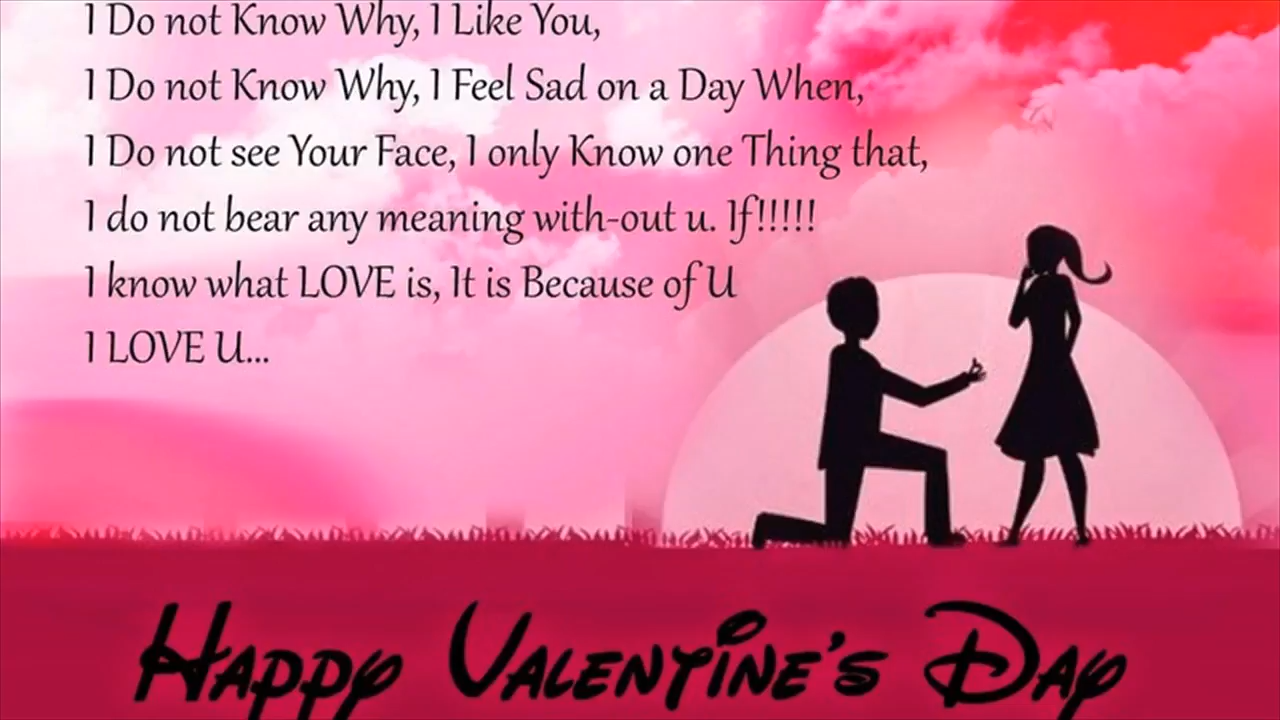 I Do not Know Why, I Like You,
I Do not Know Why, I Feel Sad on a Day When,
I Do not see Your Face, I only Know one Thing that,
I do not bear any meaning with-out u. If!!!!!
I know what LOVE is, It is Because of U
I LOVE U...
Happy Valentine's Day